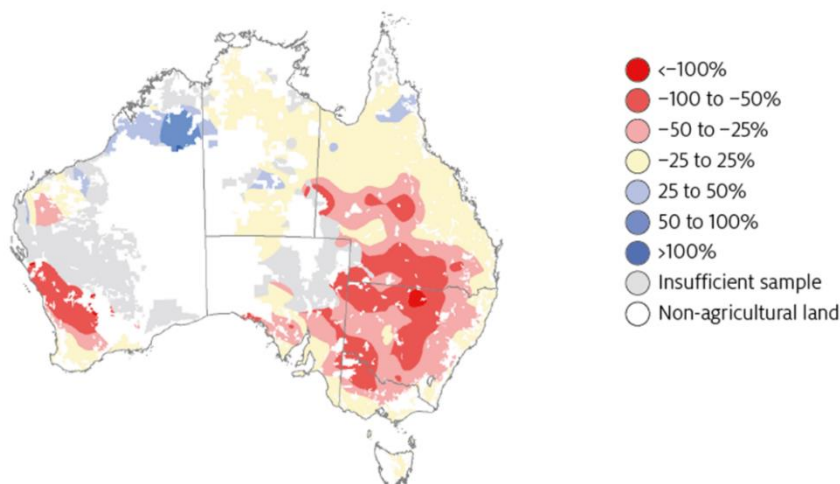 <−100%
−100 to −50%
−50 to −25%
−25 to 25%
25 to 50%
50 to 100%
>100%
Insufficient sample
Non-agricultural land